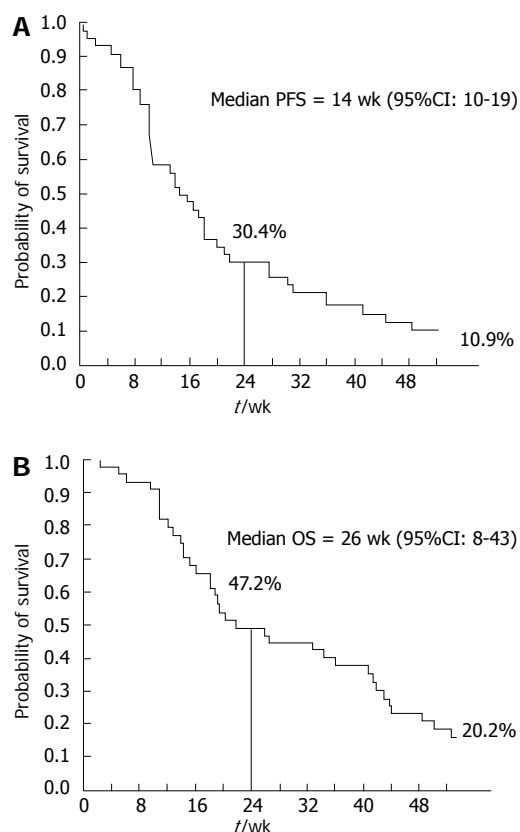 A
Probability of survival
1.0
0.9
0.8
0.7
0.6
0.5
0.4
0.3
0.2
0.1
0.0
Median PFS = 14 wk (95%CI: 10-19)
30.4%
10.9%
0 8 16 24 32 40 48
t/wk
B
Probability of survival
1.0
0.9
0.8
0.7
0.6
0.5
0.4
0.3
0.2
0.1
0.0
Median OS = 26 wk (95%CI: 8-43)
47.2%
20.2%
0 8 16 24 32 40 48
t/wk